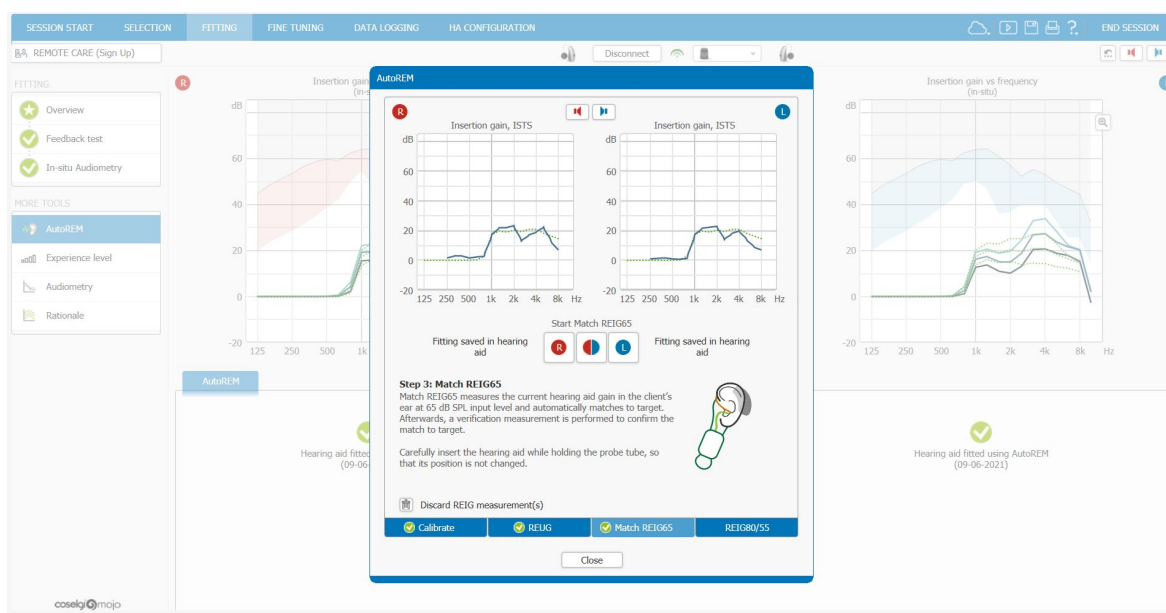 SESSION START SELECTION FITTING FINE TUNING DATA LOGGING HA CONFIGURATION END SESSION
REMOTE CARE (Sign Up) Disconnect
FITTING
Overview
Feedback test
In-situ Audiometry
MORE TOOLS
AutoREM
Experience level
Audiometry
Rationale
coselgi mojo
R
Insertion gain
(in-s
dB
60
40
20
0
-20
125 250 500 1k
AutoREM
Hearing aid fitted
(09-06
AutoREM
R L
Insertion gain, ISTS
dB
60
40
20
0
-20
125 250 500 1k 2k 4k 8k Hz
Insertion gain, ISTS
dB
60
40
20
0
-20
125 250 500 1k 2k 4k 8k Hz
Start Match REIG65
Fitting saved in hearing
aid
R L
Fitting saved in hearing
aid
Step 3: Match REIG65
Match REIG65 measures the current hearing aid gain in the client's
ear at 65 dB SPL input level and automatically matches to target.
Afterwards, a verification measurement is performed to confirm the
match to target.
Carefully insert the hearing aid while holding the probe tube, so
that its position is not changed.
Discard REIG measurement(s)
Calibrate REUG Match REIG65 REIG80/55
Close
Insertion gain vs frequency
(in-situ)
dB
60
40
20
0
-20
125 250 500 1k 2k 4k 8k Hz
Hearing aid fitted using AutoREM
(09-06-2021)